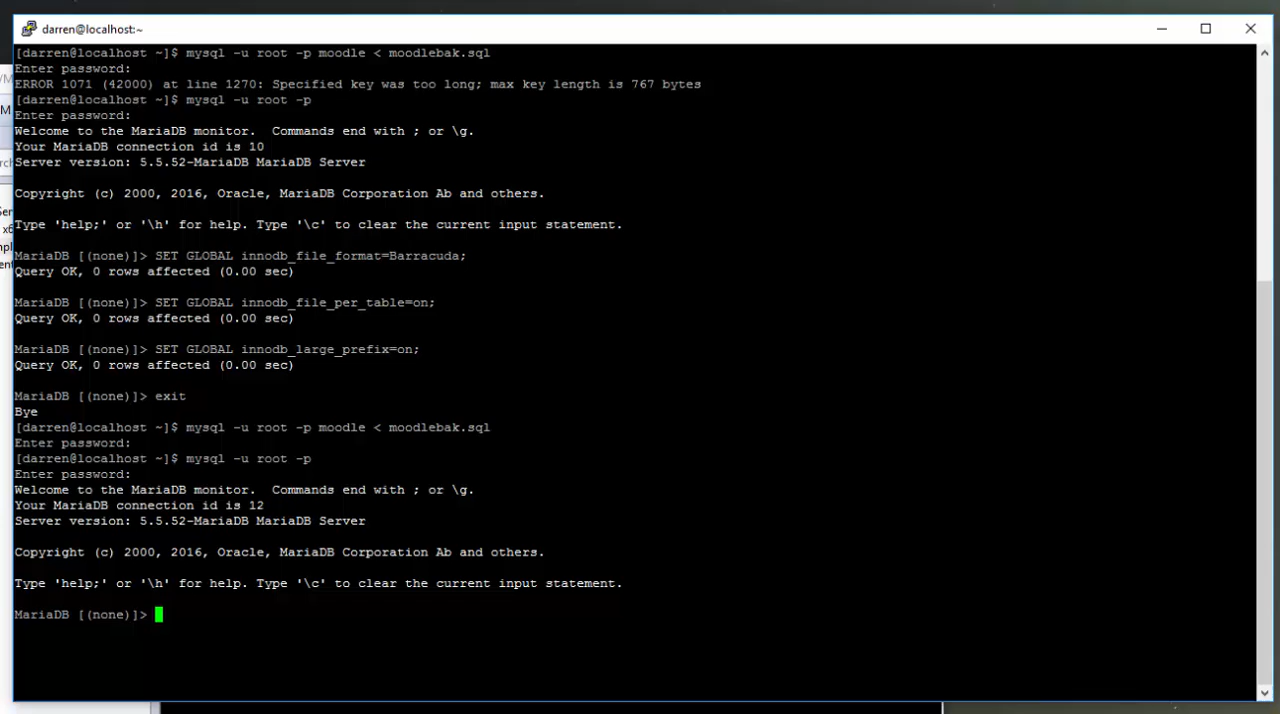 darren@localhost:~
[darren@localhost ~]$ mysql -u root -p moodle < moodlebak.sql
Enter password:
ERROR 1071 (42000) at line 1270: Specified key was too long; max key length is 767 bytes
[darren@localhost ~]$ mysql -u root -p
Enter password:
Welcome to the MariaDB monitor.  Commands end with ; or \g.
Your MariaDB connection id is 10
Server version: 5.5.52-MariaDB MariaDB Server
Copyright (c) 2000, 2016, Oracle, MariaDB Corporation Ab and others.
Type 'help;' or '\h' for help. Type '\c' to clear the current input statement.
MariaDB [(none)]> SET GLOBAL innodb_file_format=Barracuda;
Query OK, 0 rows affected (0.00 sec)
MariaDB [(none)]> SET GLOBAL innodb_file_per_table=on;
Query OK, 0 rows affected (0.00 sec)
MariaDB [(none)]> SET GLOBAL innodb_large_prefix=on;
Query OK, 0 rows affected (0.00 sec)
MariaDB [(none)]> exit
Bye
[darren@localhost ~]$ mysql -u root -p moodle < moodlebak.sql
Enter password:
[darren@localhost ~]$ mysql -u root -p
Enter password:
Welcome to the MariaDB monitor.  Commands end with ; or \g.
Your MariaDB connection id is 12
Server version: 5.5.52-MariaDB MariaDB Server
Copyright (c) 2000, 2016, Oracle, MariaDB Corporation Ab and others.
Type 'help;' or '\h' for help. Type '\c' to clear the current input statement.
MariaDB [(none)]>